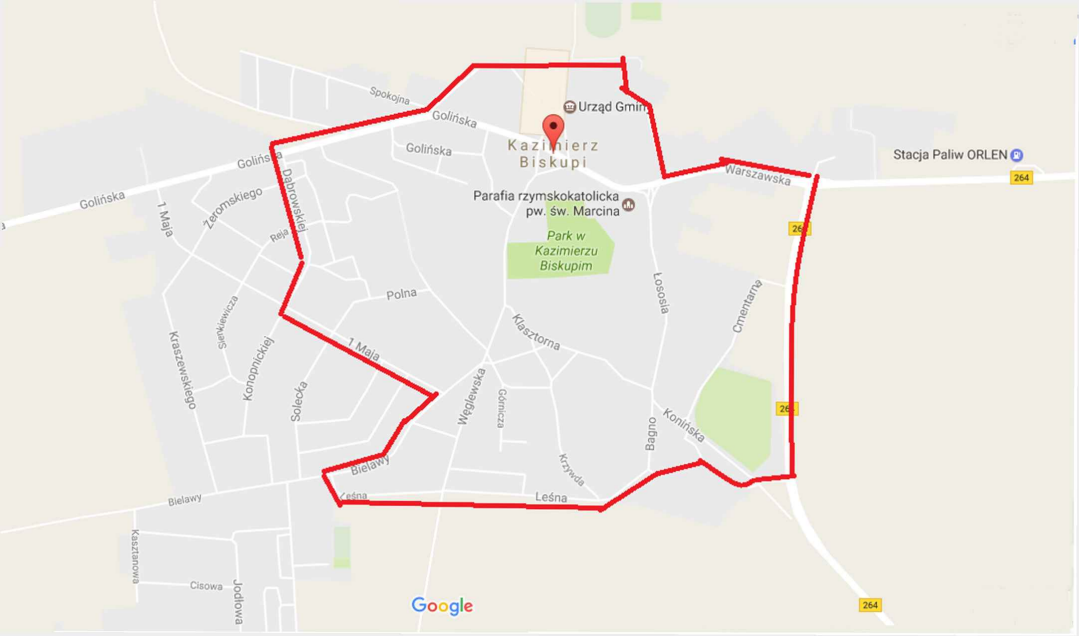 Spokojna
Golińska
Urząd Gminy
Kazimierz
Biskupi
Golińska
Golińska
Stacja Paliw ORLEN
Warszawska
264
Golińska
Dąbrowskiej
Żeromskiego
1 Maja
Reja
Parafia rzymskokatolicka
pw. św. Marcina
Park w
Kazimierzu
Biskupim
Polna
Łososia
Cmentarna
Sienkiewicza
Klasztorna
1 Maja
Kraszewskiego
Konopnickiej
Solecka
Węglewska
Górnicza
Konińska
Bagno
Krzywda
Bielawy
Bielawy
Leśna
Leśna
Kasztanowa
Cisowa
Jodłowa
Google
264